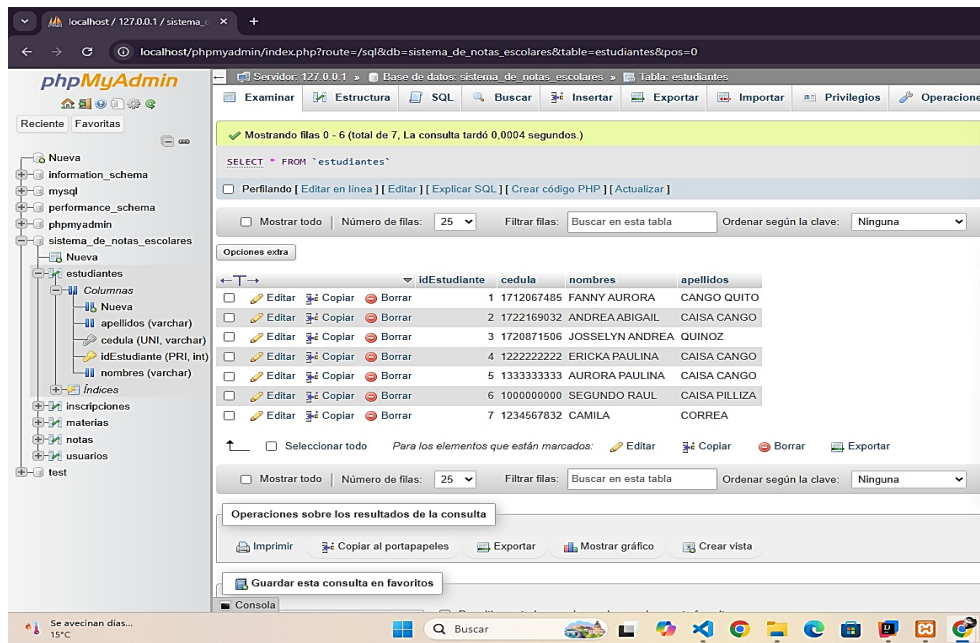 localhost / 127.0.0.1 / sistema_d
localhost/phpmyadmin/index.php?route=/sql&db=sistema_de_notas_escolares&table=estudiantes&pos=0
phpMyAdmin
Reciente Favoritas
Nueva
information_schema
mysql
performance_schema
phpmyadmin
sistema_de_notas_escolares
Nueva
estudiantes
Columnas
Nueva
apellidos (varchar)
cedula (UNI, varchar)
idEstudiante (PRI, int)
nombres (varchar)
Índices
inscripciones
materias
notas
usuarios
test
Servidor: 127.0.0.1 » Base de datos: sistema_de_notas_escolares » Tabla: estudiantes
Examinar Estructura SQL Buscar Insertar Exportar Importar Privilegios Operacione
Mostrando filas 0 - 6 (total de 7, La consulta tardó 0,0004 segundos.)
SELECT * FROM `estudiantes`
Perfilando [ Editar en línea ] [ Editar ] [ Explicar SQL ] [ Crear código PHP ] [ Actualizar ]
Mostrar todo Número de filas: 25 Filtrar filas: Buscar en esta tabla Ordenar según la clave: Ninguna
Opciones extra
idEstudiante cedula nombres apellidos
Editar Copiar Borrar 1 1712067485 FANNY AURORA CANGO QUITO
Editar Copiar Borrar 2 1722169032 ANDREA ABIGAIL CAISA CANGO
Editar Copiar Borrar 3 1720871506 JOSSELYN ANDREA QUINOZ
Editar Copiar Borrar 4 1222222222 ERICKA PAULINA CAISA CANGO
Editar Copiar Borrar 5 1333333333 AURORA PAULINA CAISA CANGO
Editar Copiar Borrar 6 1000000000 SEGUNDO RAUL CAISA PILLIZA
Editar Copiar Borrar 7 1234567832 CAMILA CORREA
Seleccionar todo Para los elementos que están marcados: Editar Copiar Borrar Exportar
Mostrar todo Número de filas: 25 Filtrar filas: Buscar en esta tabla Ordenar según la clave: Ninguna
Operaciones sobre los resultados de la consulta
Imprimir Copiar al portapapeles Exportar Mostrar gráfico Crear vista
Guardar esta consulta en favoritos
Consola
Se avecinan días...
15°C
Buscar